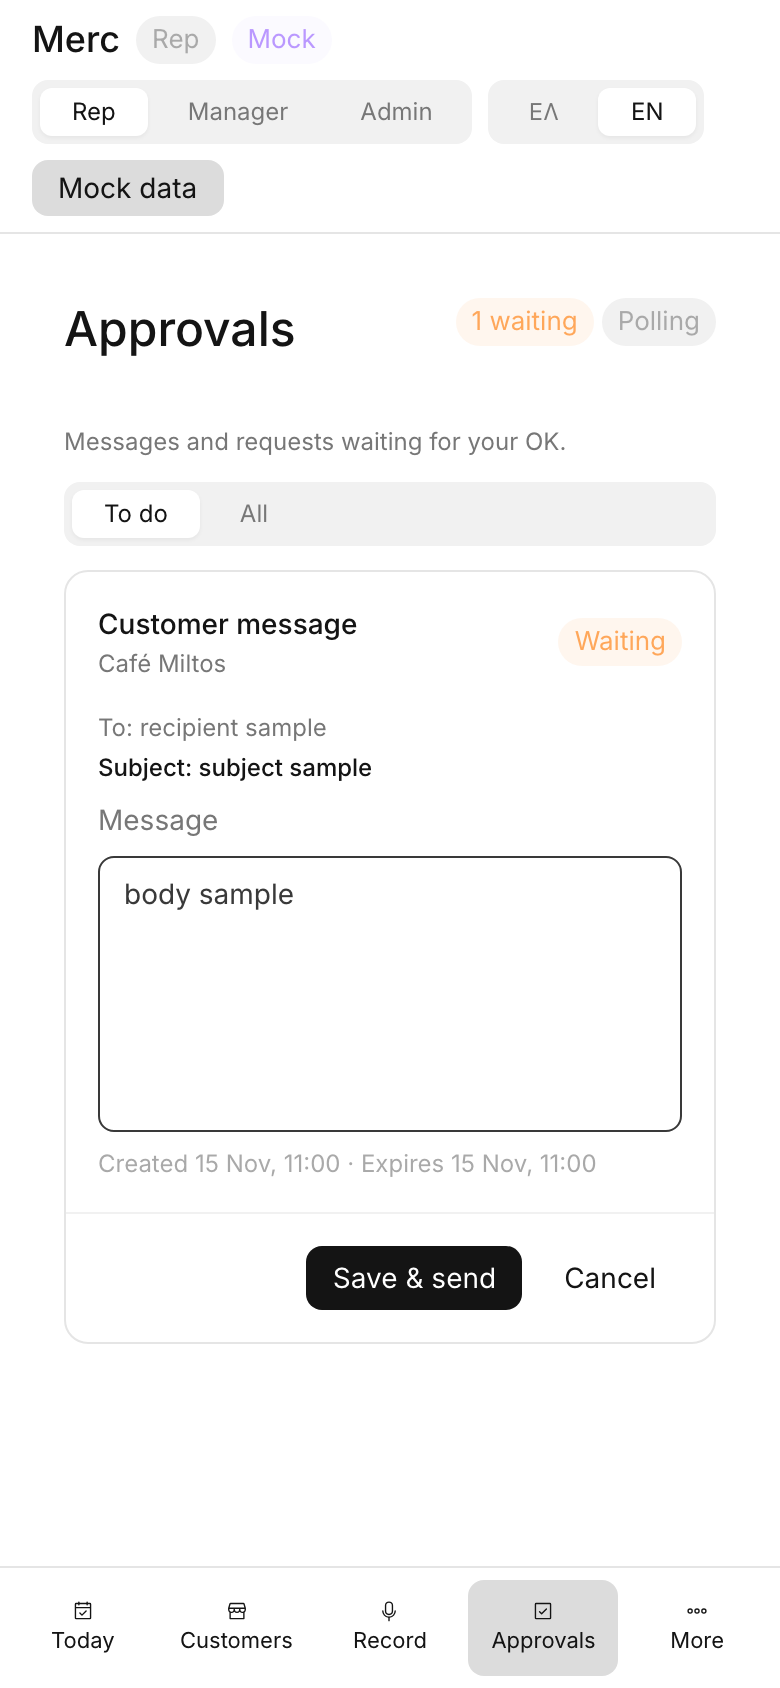 Merc Rep Mock
Rep Manager Admin ΕΛ EN
Mock data
Approvals 1 waiting Polling
Messages and requests waiting for your OK.
To do All
Customer message
Waiting
Café Miltos
To: recipient sample
Subject: subject sample
Message
body sample
Created 15 Nov, 11:00 · Expires 15 Nov, 11:00
Save & send Cancel
Today Customers Record Approvals More